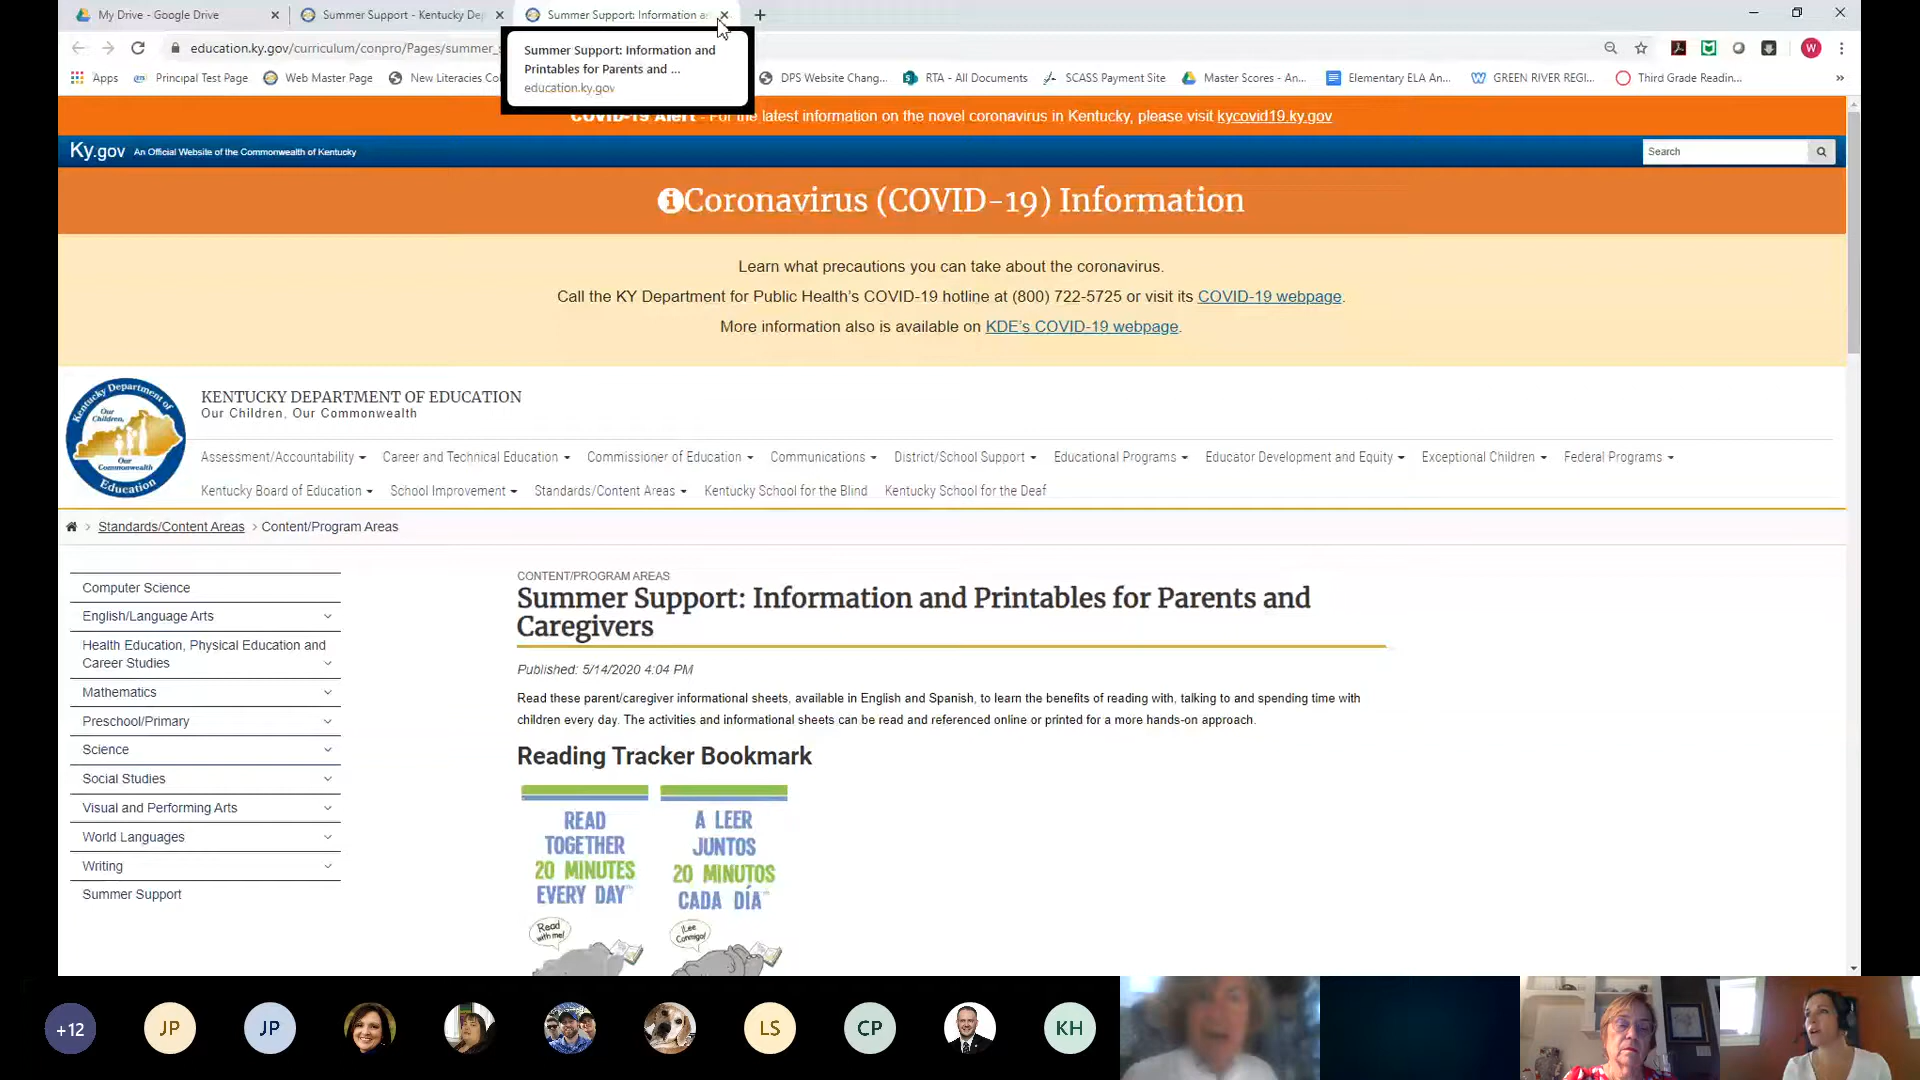 My Drive - Google Drive
Summer Support - Kentucky De
Summer Support: Information a
education.ky.gov/curriculum/conpro/Pages/summer_s
W
Summer Support: Information and
Printables for Parents and ...
education.ky.gov
Apps
Principal Test Page
Web Master Page
New Literacies Co
DPS Website Chang...
RTA - All Documents
SCASS Payment Site
Master Scores - An...
Elementary ELA An...
GREEN RIVER REGI...
Third Grade Readin...
COVID-19 Alert - For the latest information on the novel coronavirus in Kentucky, please visit kycovid19.ky.gov
Ky.gov An Official Website of the Commonwealth of Kentucky
Search
Coronavirus (COVID-19) Information
Learn what precautions you can take about the coronavirus.
Call the KY Department for Public Health's COVID-19 hotline at (800) 722-5725 or visit its COVID-19 webpage.
More information also is available on KDE's COVID-19 webpage.
Kentucky Department of
Our Children,
Our Commonwealth
Education
KENTUCKY DEPARTMENT OF EDUCATION
Our Children, Our Commonwealth
Assessment/Accountability
Career and Technical Education
Commissioner of Education
Communications
District/School Support
Educational Programs
Educator Development and Equity
Exceptional Children
Federal Programs
Kentucky Board of Education
School Improvement
Standards/Content Areas
Kentucky School for the Blind
Kentucky School for the Deaf
Standards/Content Areas > Content/Program Areas
Computer Science
English/Language Arts
Health Education, Physical Education and
Career Studies
Mathematics
Preschool/Primary
Science
Social Studies
Visual and Performing Arts
World Languages
Writing
Summer Support
CONTENT/PROGRAM AREAS
Summer Support: Information and Printables for Parents and
Caregivers
Published: 5/14/2020 4:04 PM
Read these parent/caregiver informational sheets, available in English and Spanish, to learn the benefits of reading with, talking to and spending time with
children every day. The activities and informational sheets can be read and referenced online or printed for a more hands-on approach.
Reading Tracker Bookmark
READ
TOGETHER
20 MINUTES
EVERY DAY™
Read
with me!
A LEER
JUNTOS
20 MINUTOS
CADA DÍA™
¡Lee
Conmigo!
+12
JP
JP
LS
CP
KH